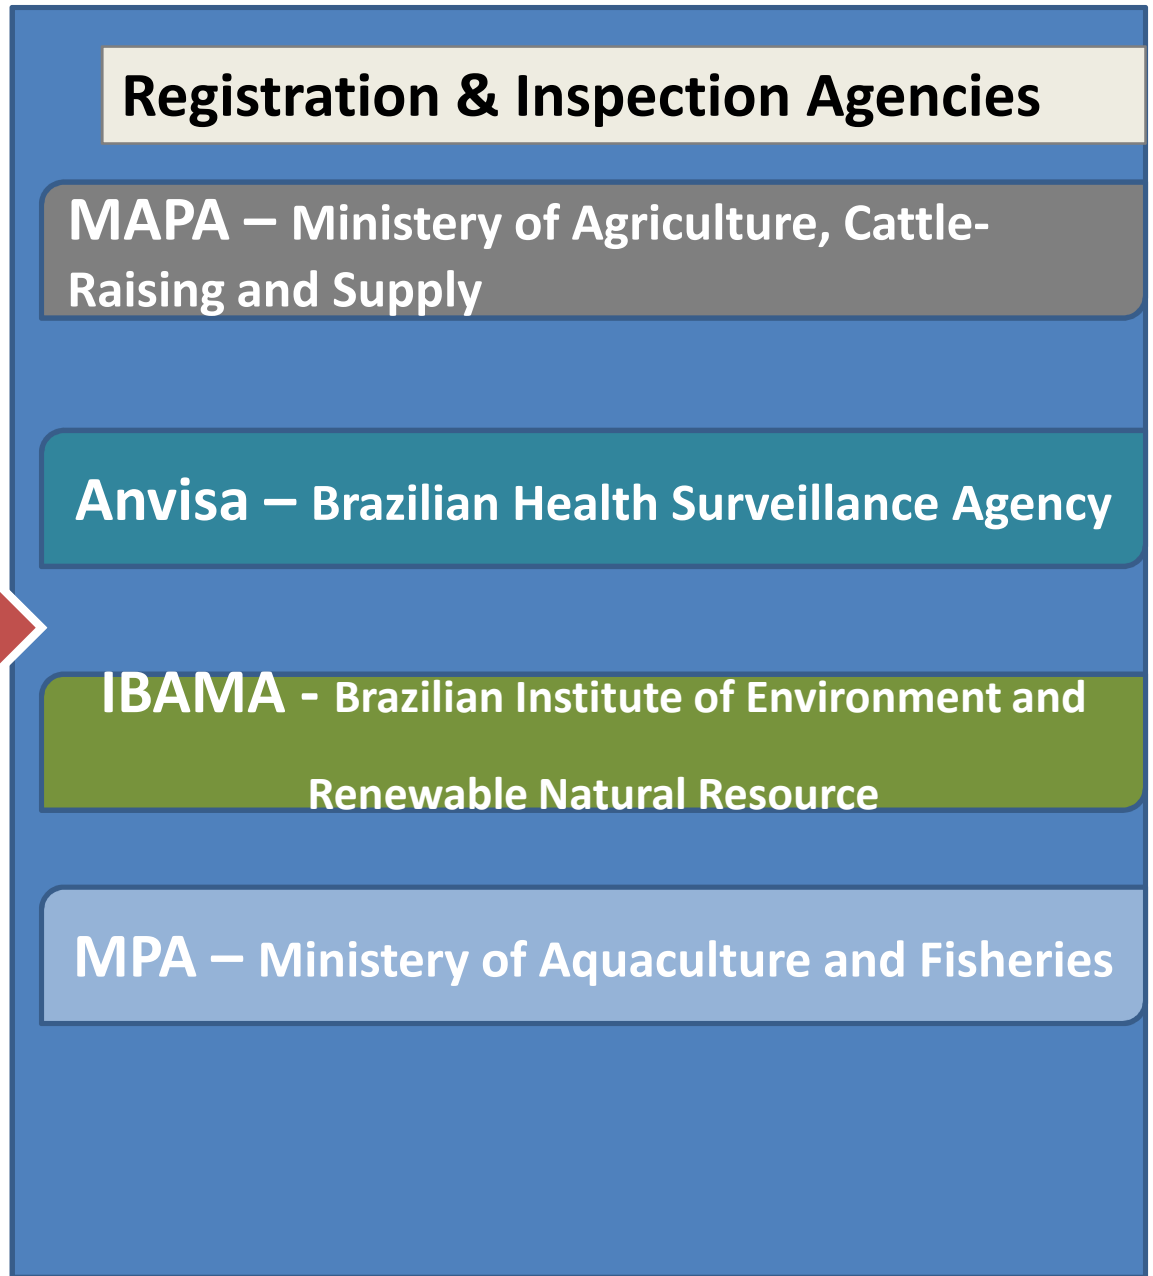 Registration & Inspection Agencies
MAPA – Ministery of Agriculture, Cattle-
Raising and Supply
Anvisa – Brazilian Health Surveillance Agency
IBAMA - Brazilian Institute of Environment and
Renewable Natural Resource
MPA – Ministery of Aquaculture and Fisheries